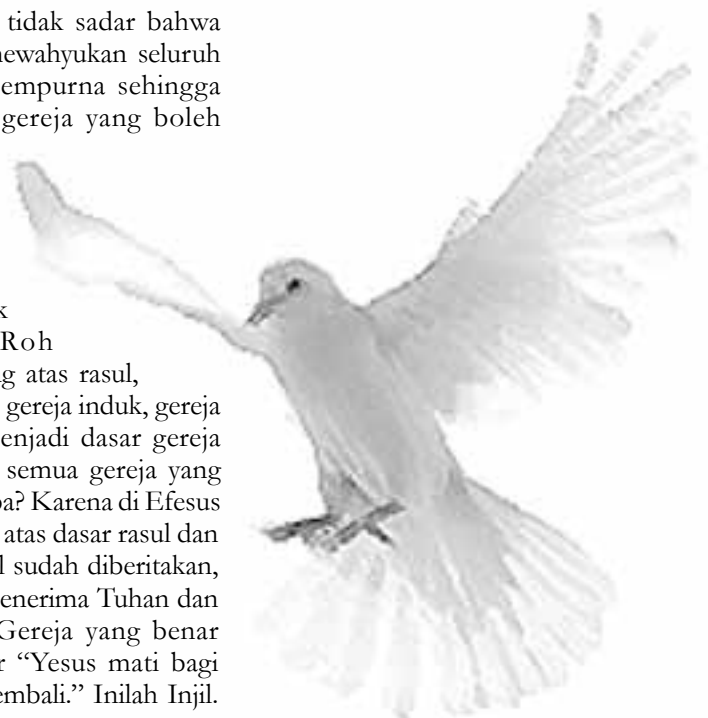 tidak sadar bahwa
newahyukan seluruh
empurna sehingga
gereja yang boleh
k
Roh
g atas rasul,
gereja induk, gereja
enjadi dasar gereja
semua gereja yang
pa? Karena di Efesus
atas dasar rasul dan
l sudah diberitakan,
enerima Tuhan dan
Gereja yang benar
r “Yesus mati bagi
embali.” Inilah Injil.